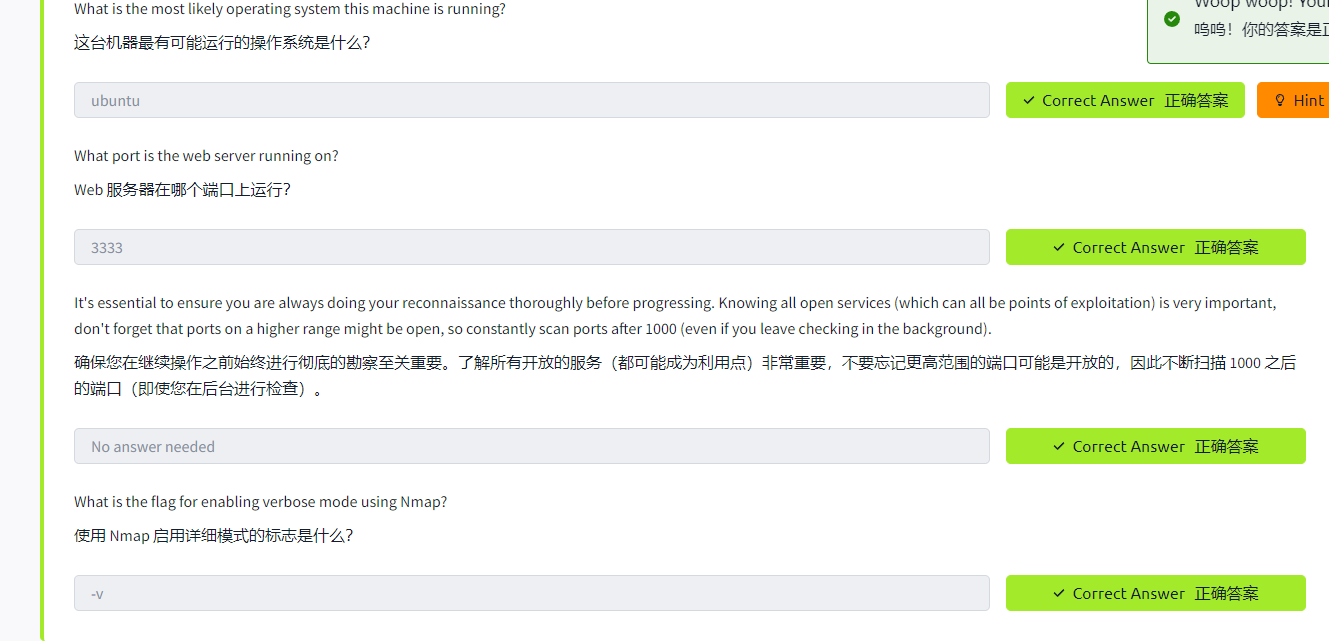 What is the most likely operating system this machine is running?
Woop woop! Your
这台机器最有可能运行的操作系统是什么？
呜呜！你的答案是正
ubuntu
Correct Answer 正确答案
Hint
What port is the web server running on?
Web 服务器在哪个端口上运行？
3333
Correct Answer 正确答案
It's essential to ensure you are always doing your reconnaissance thoroughly before progressing. Knowing all open services (which can all be points of exploitation) is very important,
don't forget that ports on a higher range might be open, so constantly scan ports after 1000 (even if you leave checking in the background).
确保您在继续操作之前始终进行彻底的勘察至关重要。了解所有开放的服务（都可能成为利用点）非常重要，不要忘记更高范围的端口可能是开放的，因此不断扫描 1000 之后
的端口（即使您在后台进行检查）。
No answer needed
Correct Answer 正确答案
What is the flag for enabling verbose mode using Nmap?
使用 Nmap 启用详细模式的标志是什么？
-v
Correct Answer 正确答案